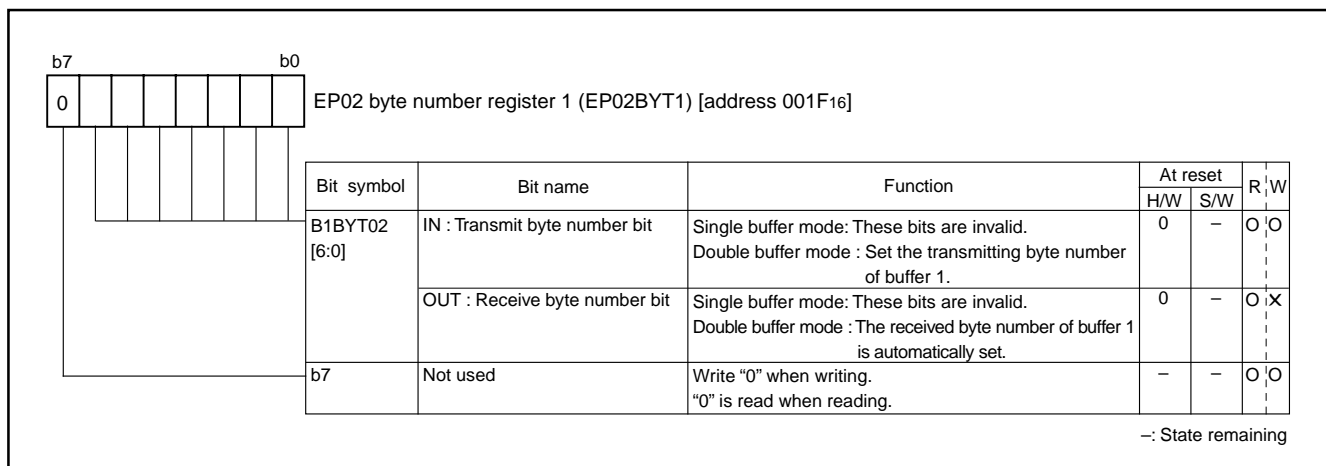 b7 b0
0
EP02 byte number register 1 (EP02BYT1) [address 001F16]
Bit symbol Bit name Function At reset R W
H/W S/W
B1BYT02 IN : Transmit byte number bit Single buffer mode: These bits are invalid. 0 – O O
[6:0] Double buffer mode : Set the transmitting byte number
of buffer 1.
OUT : Receive byte number bit Single buffer mode: These bits are invalid. 0 – O ✕
Double buffer mode : The received byte number of buffer 1
is automatically set.
b7 Not used Write “0” when writing. – – O O
“0” is read when reading.
–: State remaining